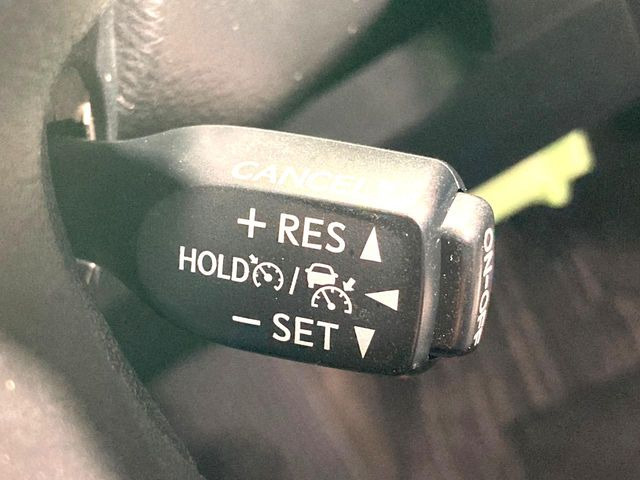 CANCEL
+ RES
HOLD /
− SET
ON-OFF